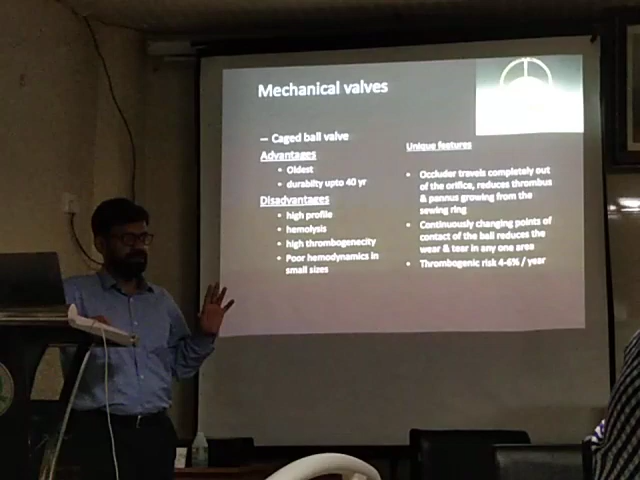 Mechanical valves
– Caged ball valve
Advantages
• Oldest
• durabilty upto 40 yr
Disadvantages
• high profile
• hemolysis
• high thrombogenecity
• Poor hemodynamics in
small sizes
Unique features
• Occluder travels completely out
of the orifice, reduces thrombus
& pannus growing from the
sewing ring
• Continuously changing points of
contact of the ball reduces the
wear & tear in any one area
• Thrombogenic risk 4-6% / year